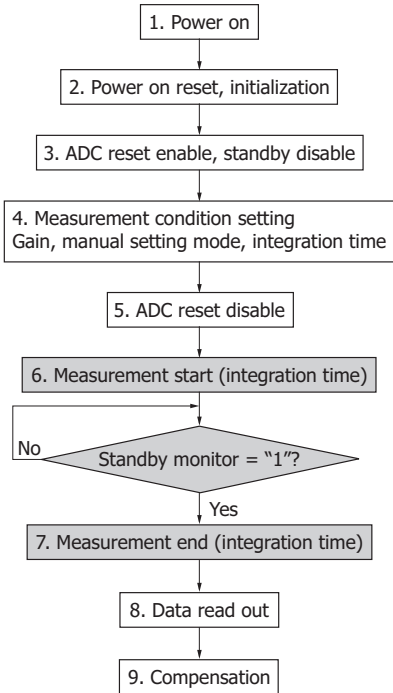 1. Power on
2. Power on reset, initialization
3. ADC reset enable, standby disable
4. Measurement condition setting
Gain, manual setting mode, integration time
5. ADC reset disable
6. Measurement start (integration time)
No
Standby monitor = “1”?
Yes
7. Measurement end (integration time)
8. Data read out
9. Compensation